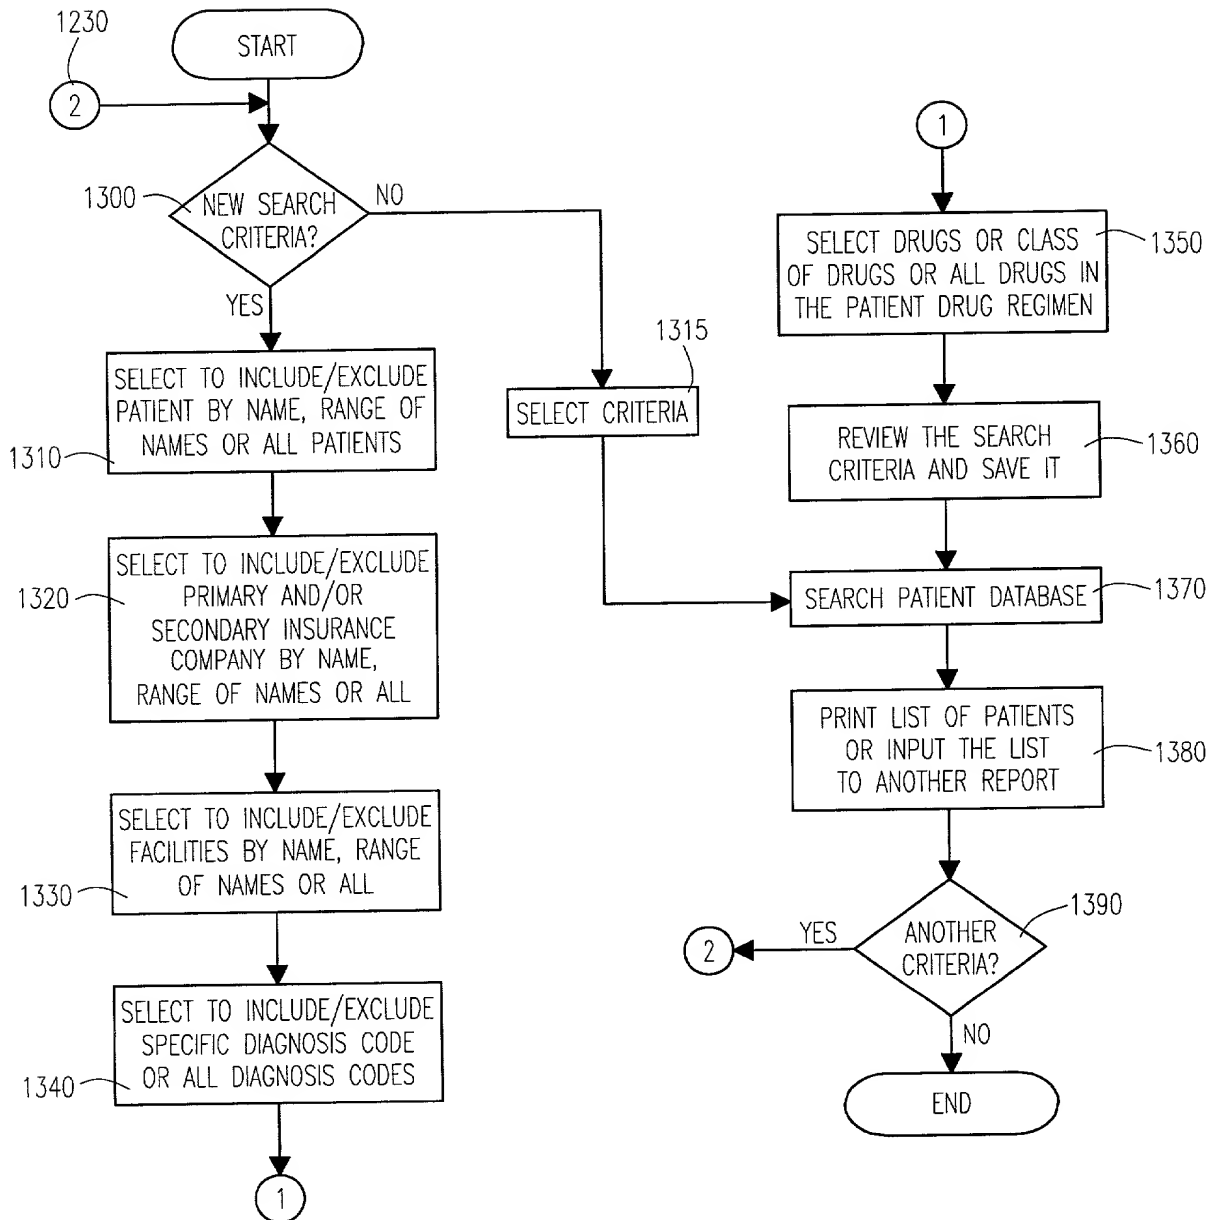 1230
START
2
1300
NEW SEARCH
CRITERIA?
NO
YES
SELECT TO INCLUDE/EXCLUDE
PATIENT BY NAME, RANGE OF
NAMES OR ALL PATIENTS
1310
1315
SELECT CRITERIA
SELECT TO INCLUDE/EXCLUDE
PRIMARY AND/OR
SECONDARY INSURANCE
COMPANY BY NAME,
RANGE OF NAMES OR ALL
1320
SELECT TO INCLUDE/EXCLUDE
FACILITIES BY NAME, RANGE
OF NAMES OR ALL
1330
SELECT TO INCLUDE/EXCLUDE
SPECIFIC DIAGNOSIS CODE
OR ALL DIAGNOSIS CODES
1340
1
1
SELECT DRUGS OR CLASS
OF DRUGS OR ALL DRUGS IN
THE PATIENT DRUG REGIMEN
1350
REVIEW THE SEARCH
CRITERIA AND SAVE IT
1360
SEARCH PATIENT DATABASE
1370
PRINT LIST OF PATIENTS
OR INPUT THE LIST
TO ANOTHER REPORT
1380
ANOTHER
CRITERIA?
1390
YES
2
NO
END